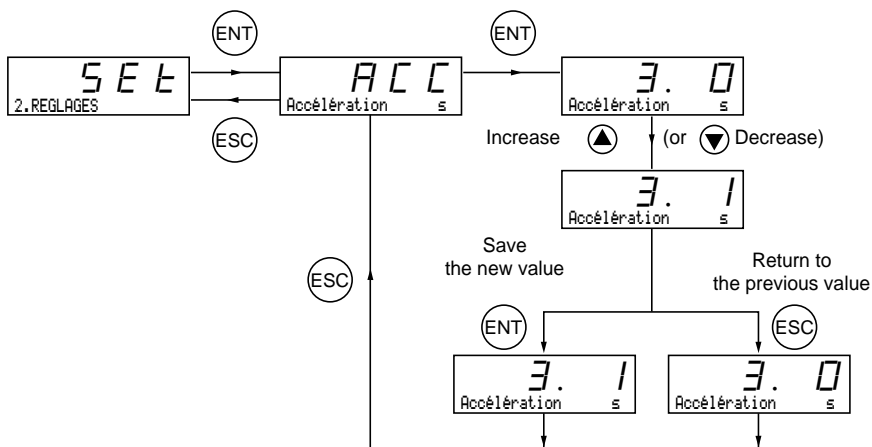 ENT
ENT
SEt
2.REGLAGES
ACC
Accélération s
3. 0
Accélération s
ESC
Increase (or Decrease)
3. 1
Accélération s
Save
the new value
Return to
the previous value
ESC
ENT
ESC
3. 1
Accélération s
3. 0
Accélération s